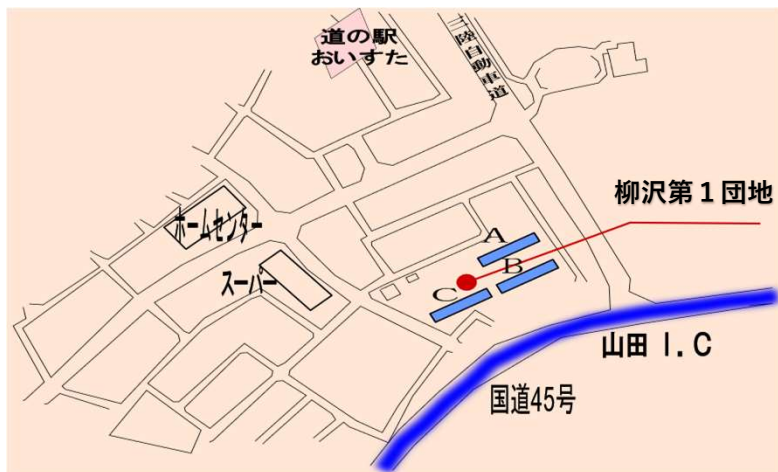 道の駅
おいすた
三陸自動車道
柳沢第１団地
ホームセンター
A
B
スーパー
C
山田 I.C
国道45号